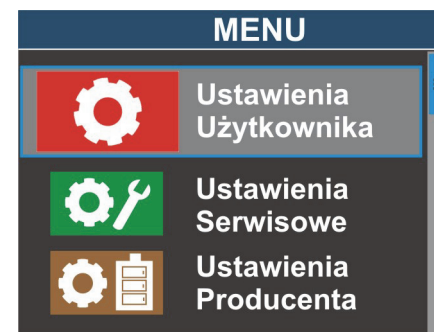 MENU
Ustawienia
Użytkownika
Ustawienia
Serwisowe
Ustawienia
Producenta